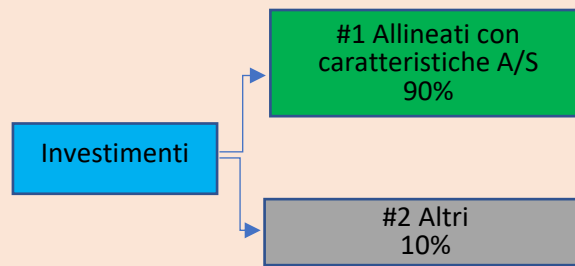 #1 Allineati con
caratteristiche A/S
90%
Investimenti
#2 Altri
10%